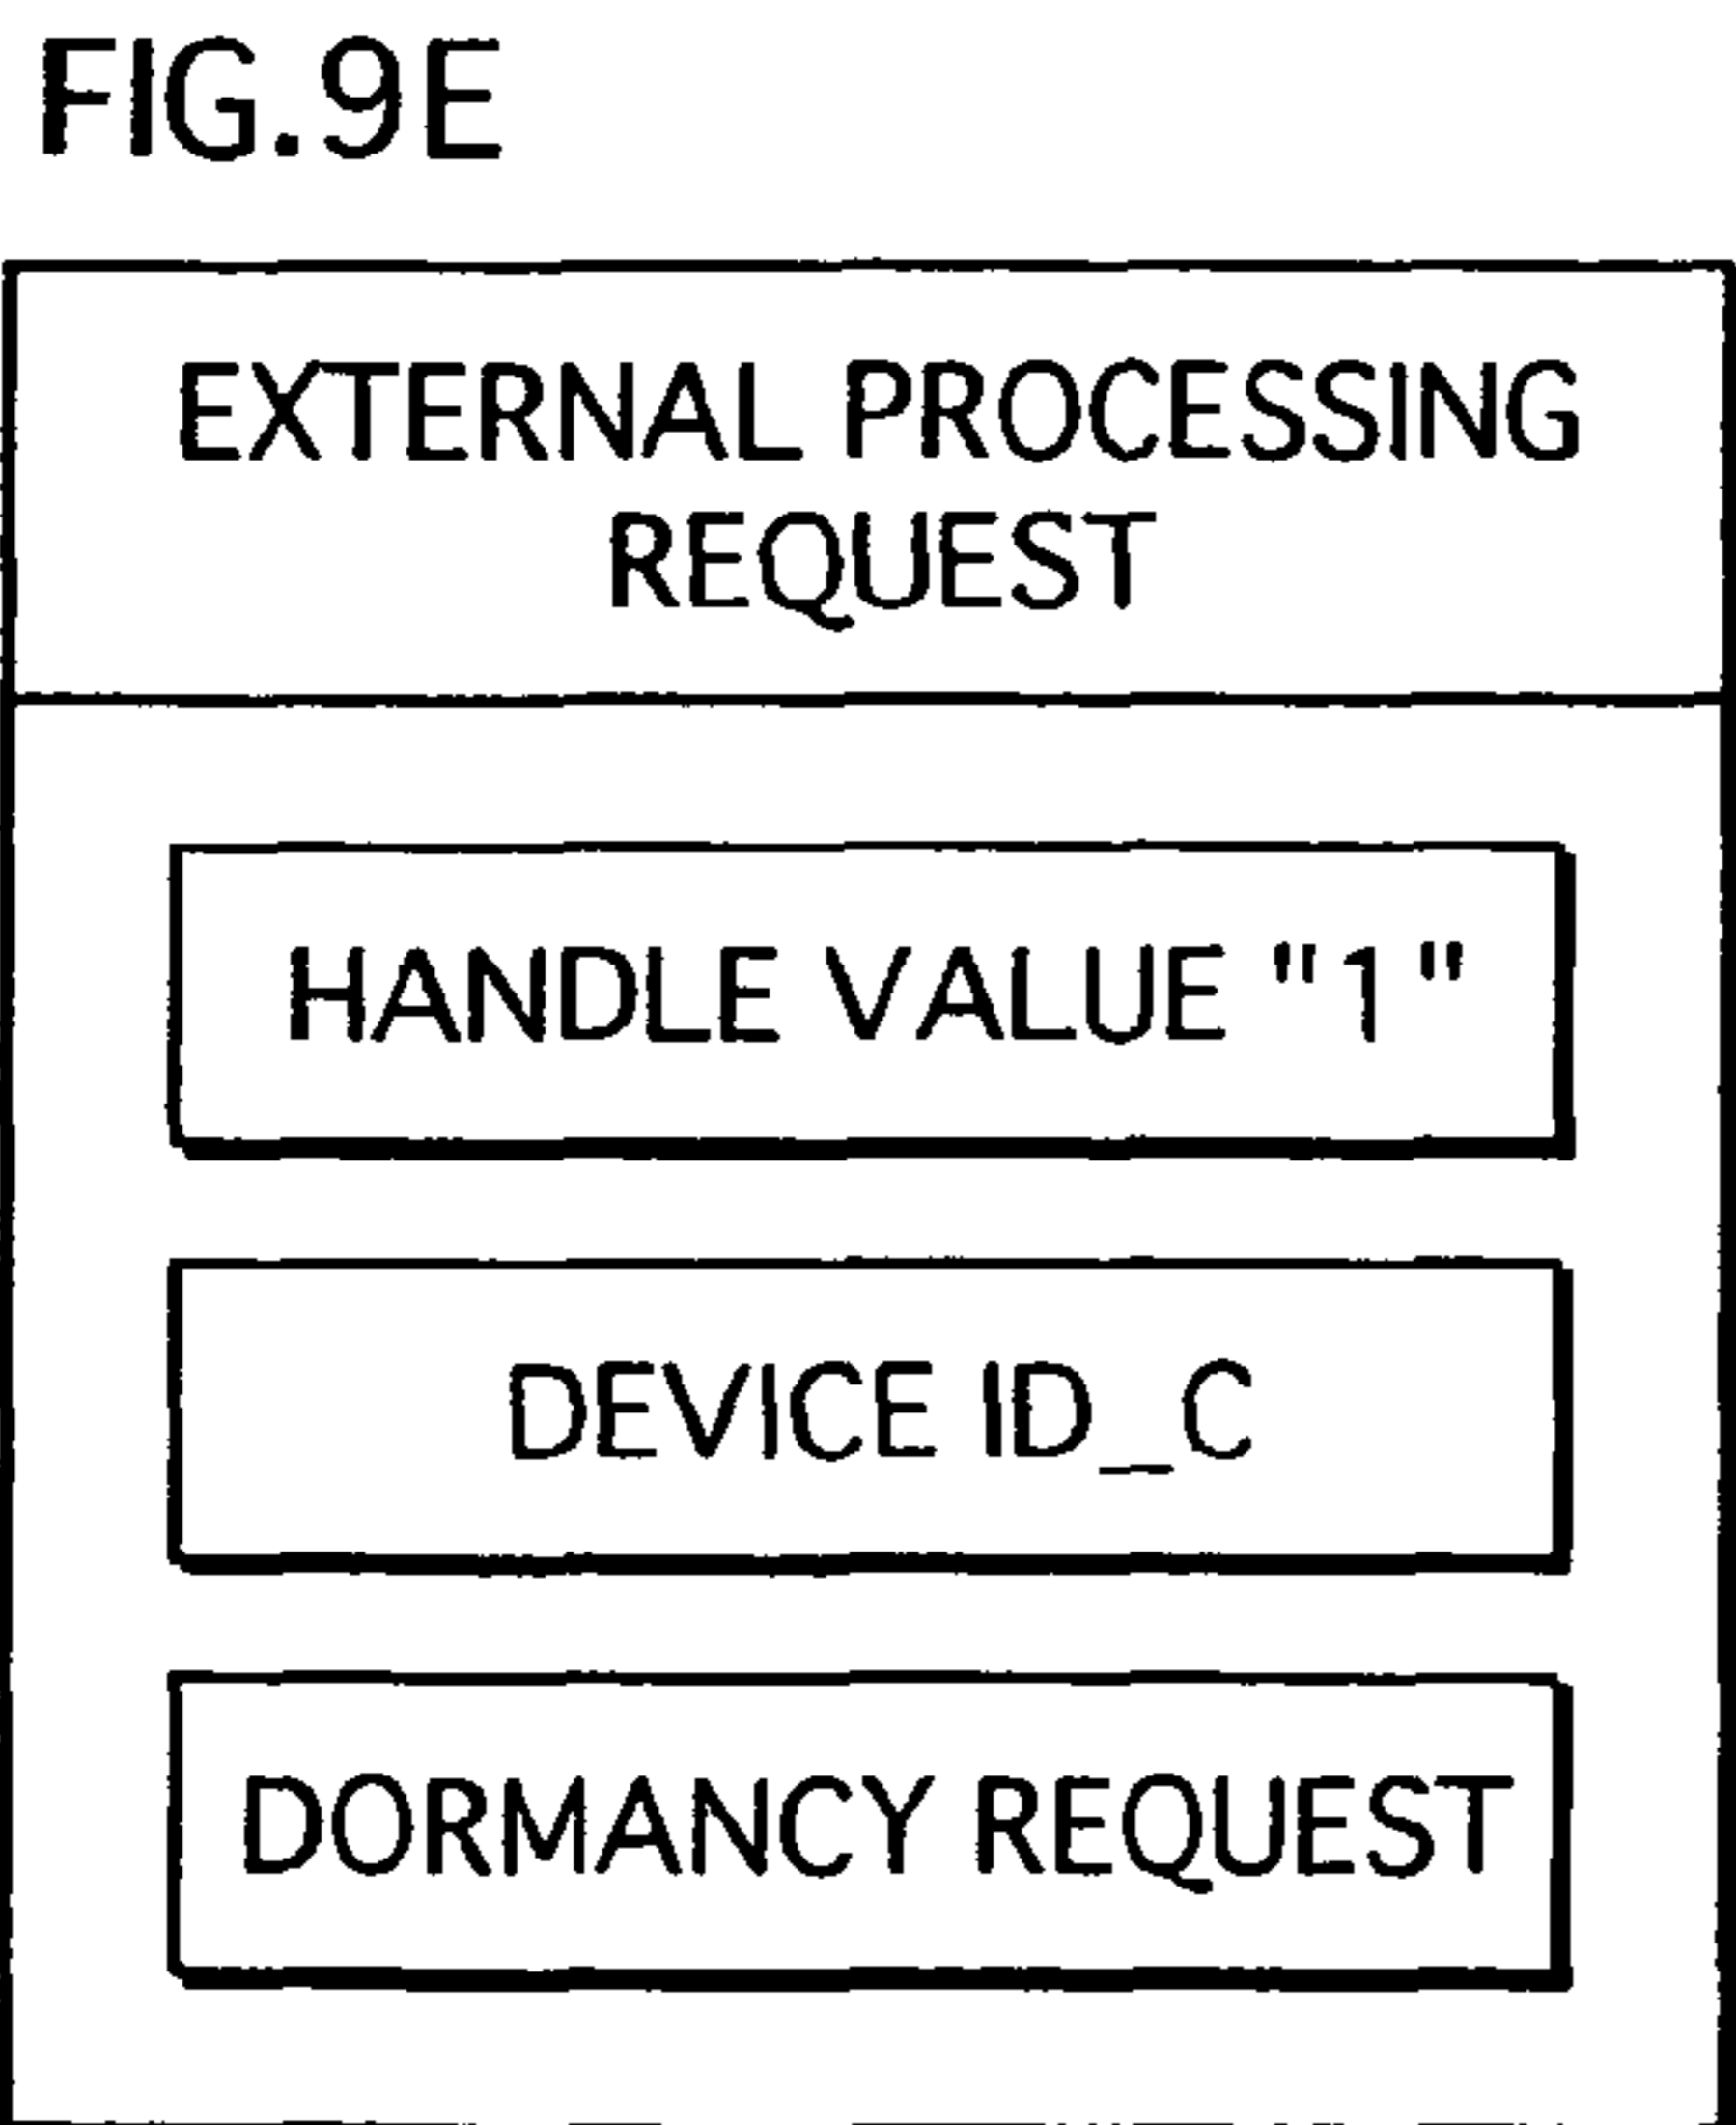 FIG.9E
EXTERNAL PROCESSING
REQUEST
HANDLE VALUE "1"
DEVICE ID_C
DORMANCY REQUEST